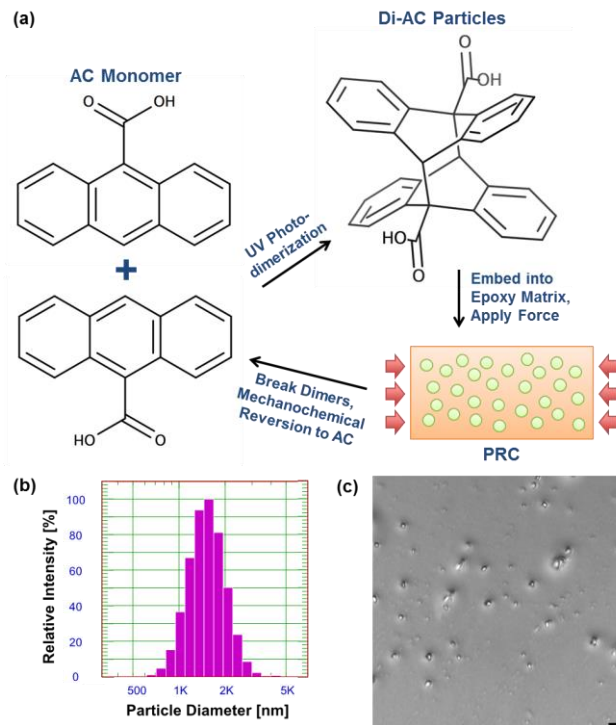 (a)
Di-AC Particles
AC Monomer
O
OH
O
OH
UV Photo-
dimerization
HO
O
+
Embed into
Epoxy Matrix,
Apply Force
Break Dimers,
Mechanochemical
Reversion to AC
HO
O
PRC
(b)
Relative Intensity [%]
100
80
60
40
20
0
500 1K 2K 5K
Particle Diameter [nm]
(c)